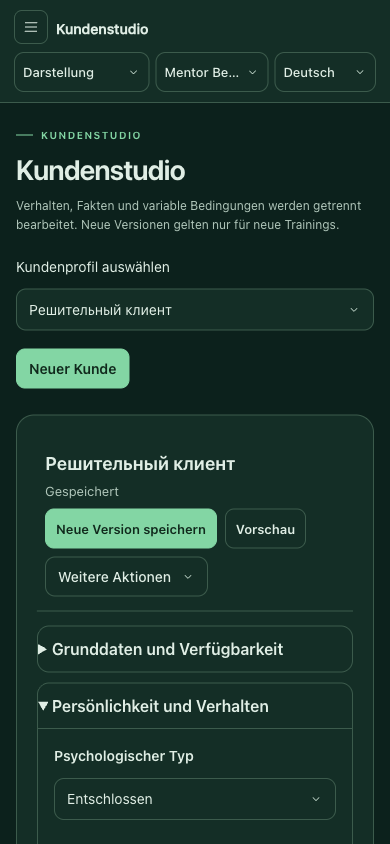 Kundenstudio
Darstellung
Mentor Be...
Deutsch
KUNDENSTUDIO
Kundenstudio
Verhalten, Fakten und variable Bedingungen werden getrennt
bearbeitet. Neue Versionen gelten nur für neue Trainings.
Kundenprofil auswählen
Решительный клиент
Neuer Kunde
Решительный клиент
Gespeichert
Neue Version speichern
Vorschau
Weitere Aktionen
Grunddaten und Verfügbarkeit
Persönlichkeit und Verhalten
Psychologischer Typ
Entschlossen